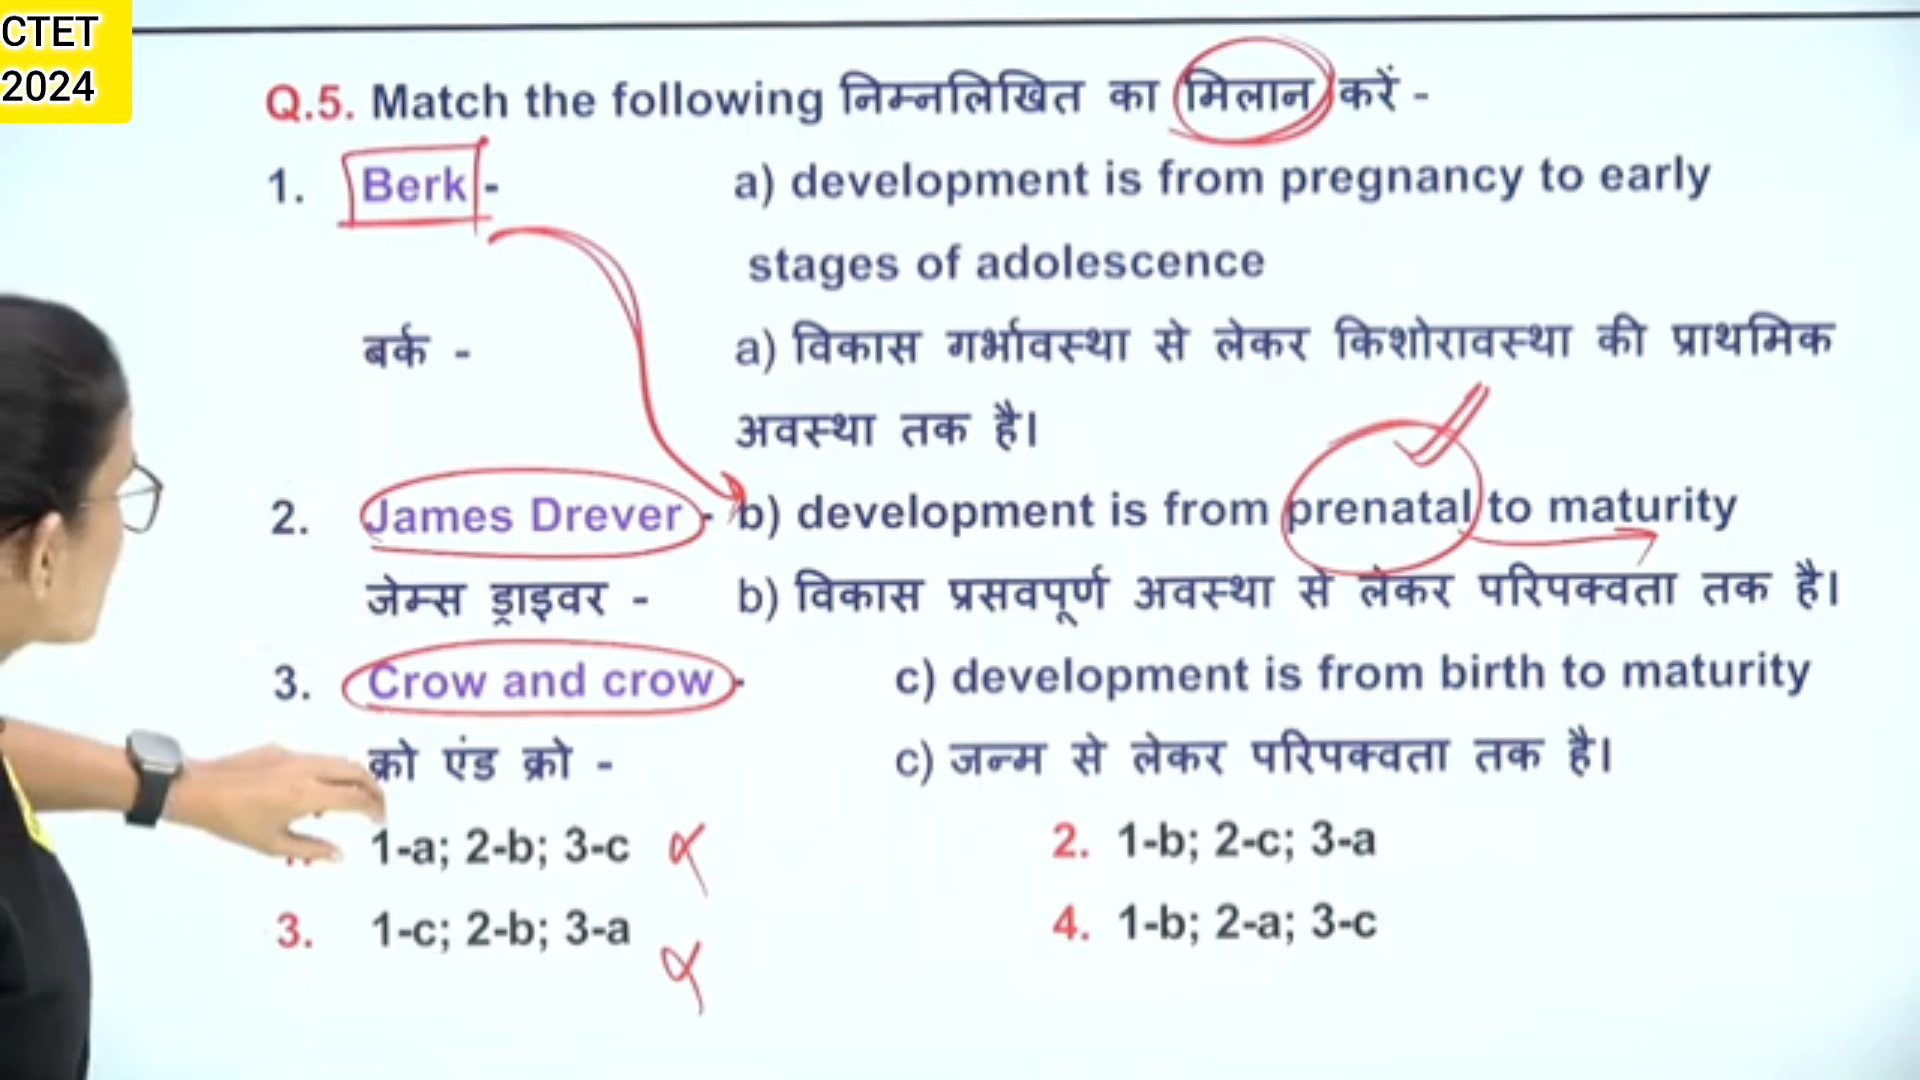 CTET
2024
Q.5. Match the following निम्नलिखित का मिलान करें -
1. Berk - a) development is from pregnancy to early
stages of adolescence
बर्क - a) विकास गर्भावस्था से लेकर किशोरावस्था की प्राथमिक
अवस्था तक है।
2. James Drever - b) development is from prenatal to maturity
जेम्स ड्राइवर - b) विकास प्रसवपूर्ण अवस्था से लेकर परिपक्वता तक है।
3. Crow and crow - c) development is from birth to maturity
क्रो एंड क्रो - c) जन्म से लेकर परिपक्वता तक है।
1-a; 2-b; 3-c 2. 1-b; 2-c; 3-a
3. 1-c; 2-b; 3-a 4. 1-b; 2-a; 3-c